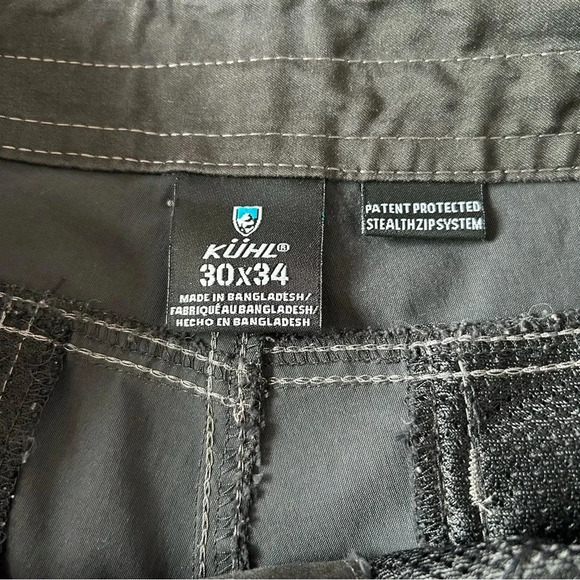 KÜHL®
30X34
MADE IN BANGLADESH/
FABRIQUÉ AU BANGLADESH/
HECHO EN BANGLADESH
PATENT PROTECTED
STEALTHZIPSYSTEM